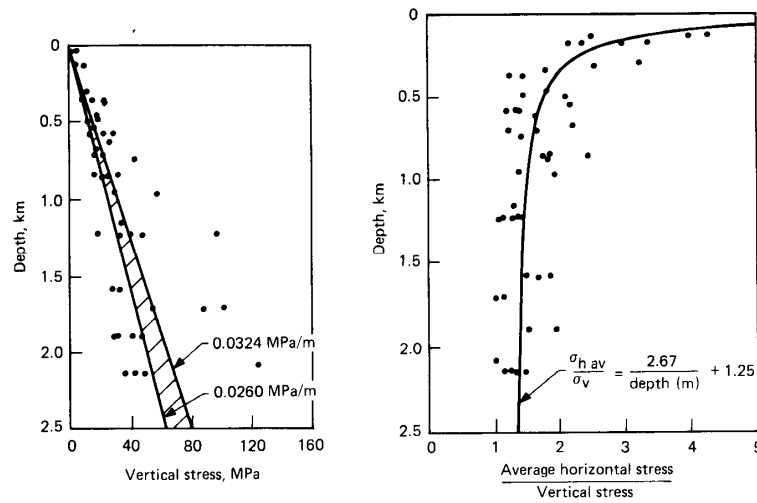 0
0.5
1.0
1.5
2.0
2.5
Depth, km
0 40 80 120 160
Vertical stress, MPa
0.0324 MPa/m
0.0260 MPa/m
0
0.5
1.0
1.5
2.0
2.5
Depth, km
0 1 2 3 4 5
Average horizontal stress
Vertical stress
σh av / σv = 2.67 / depth (m) + 1.25